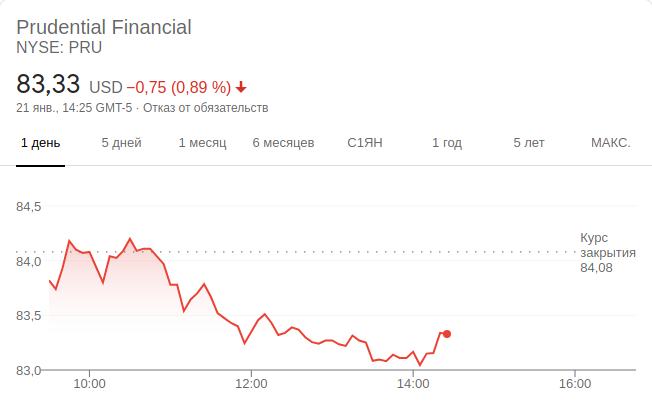 Prudential Financial
NYSE: PRU
83,33 USD −0,75 (0,89 %)
21 янв., 14:25 GMT-5 · Отказ от обязательств
1 день 5 дней 1 месяц 6 месяцев С1ЯН 1 год 5 лет МАКС.
84,5
Курс
закрытия
84,08
84,0
83,5
83,0
10:00 12:00 14:00 16:00